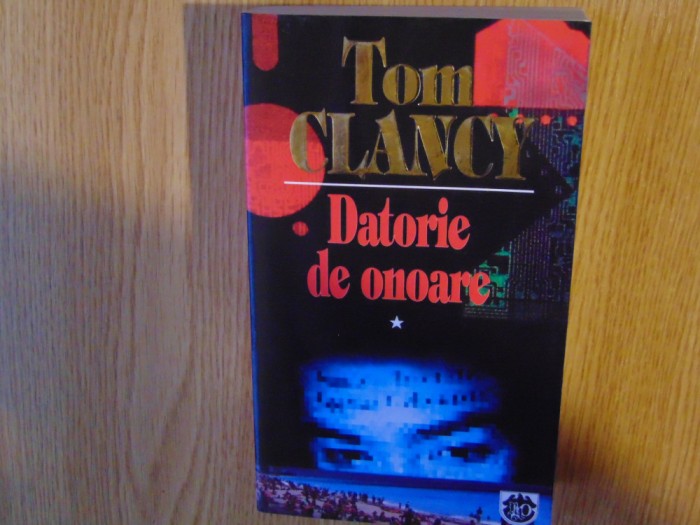 Tom
CLANCY
Datorie
de onoare